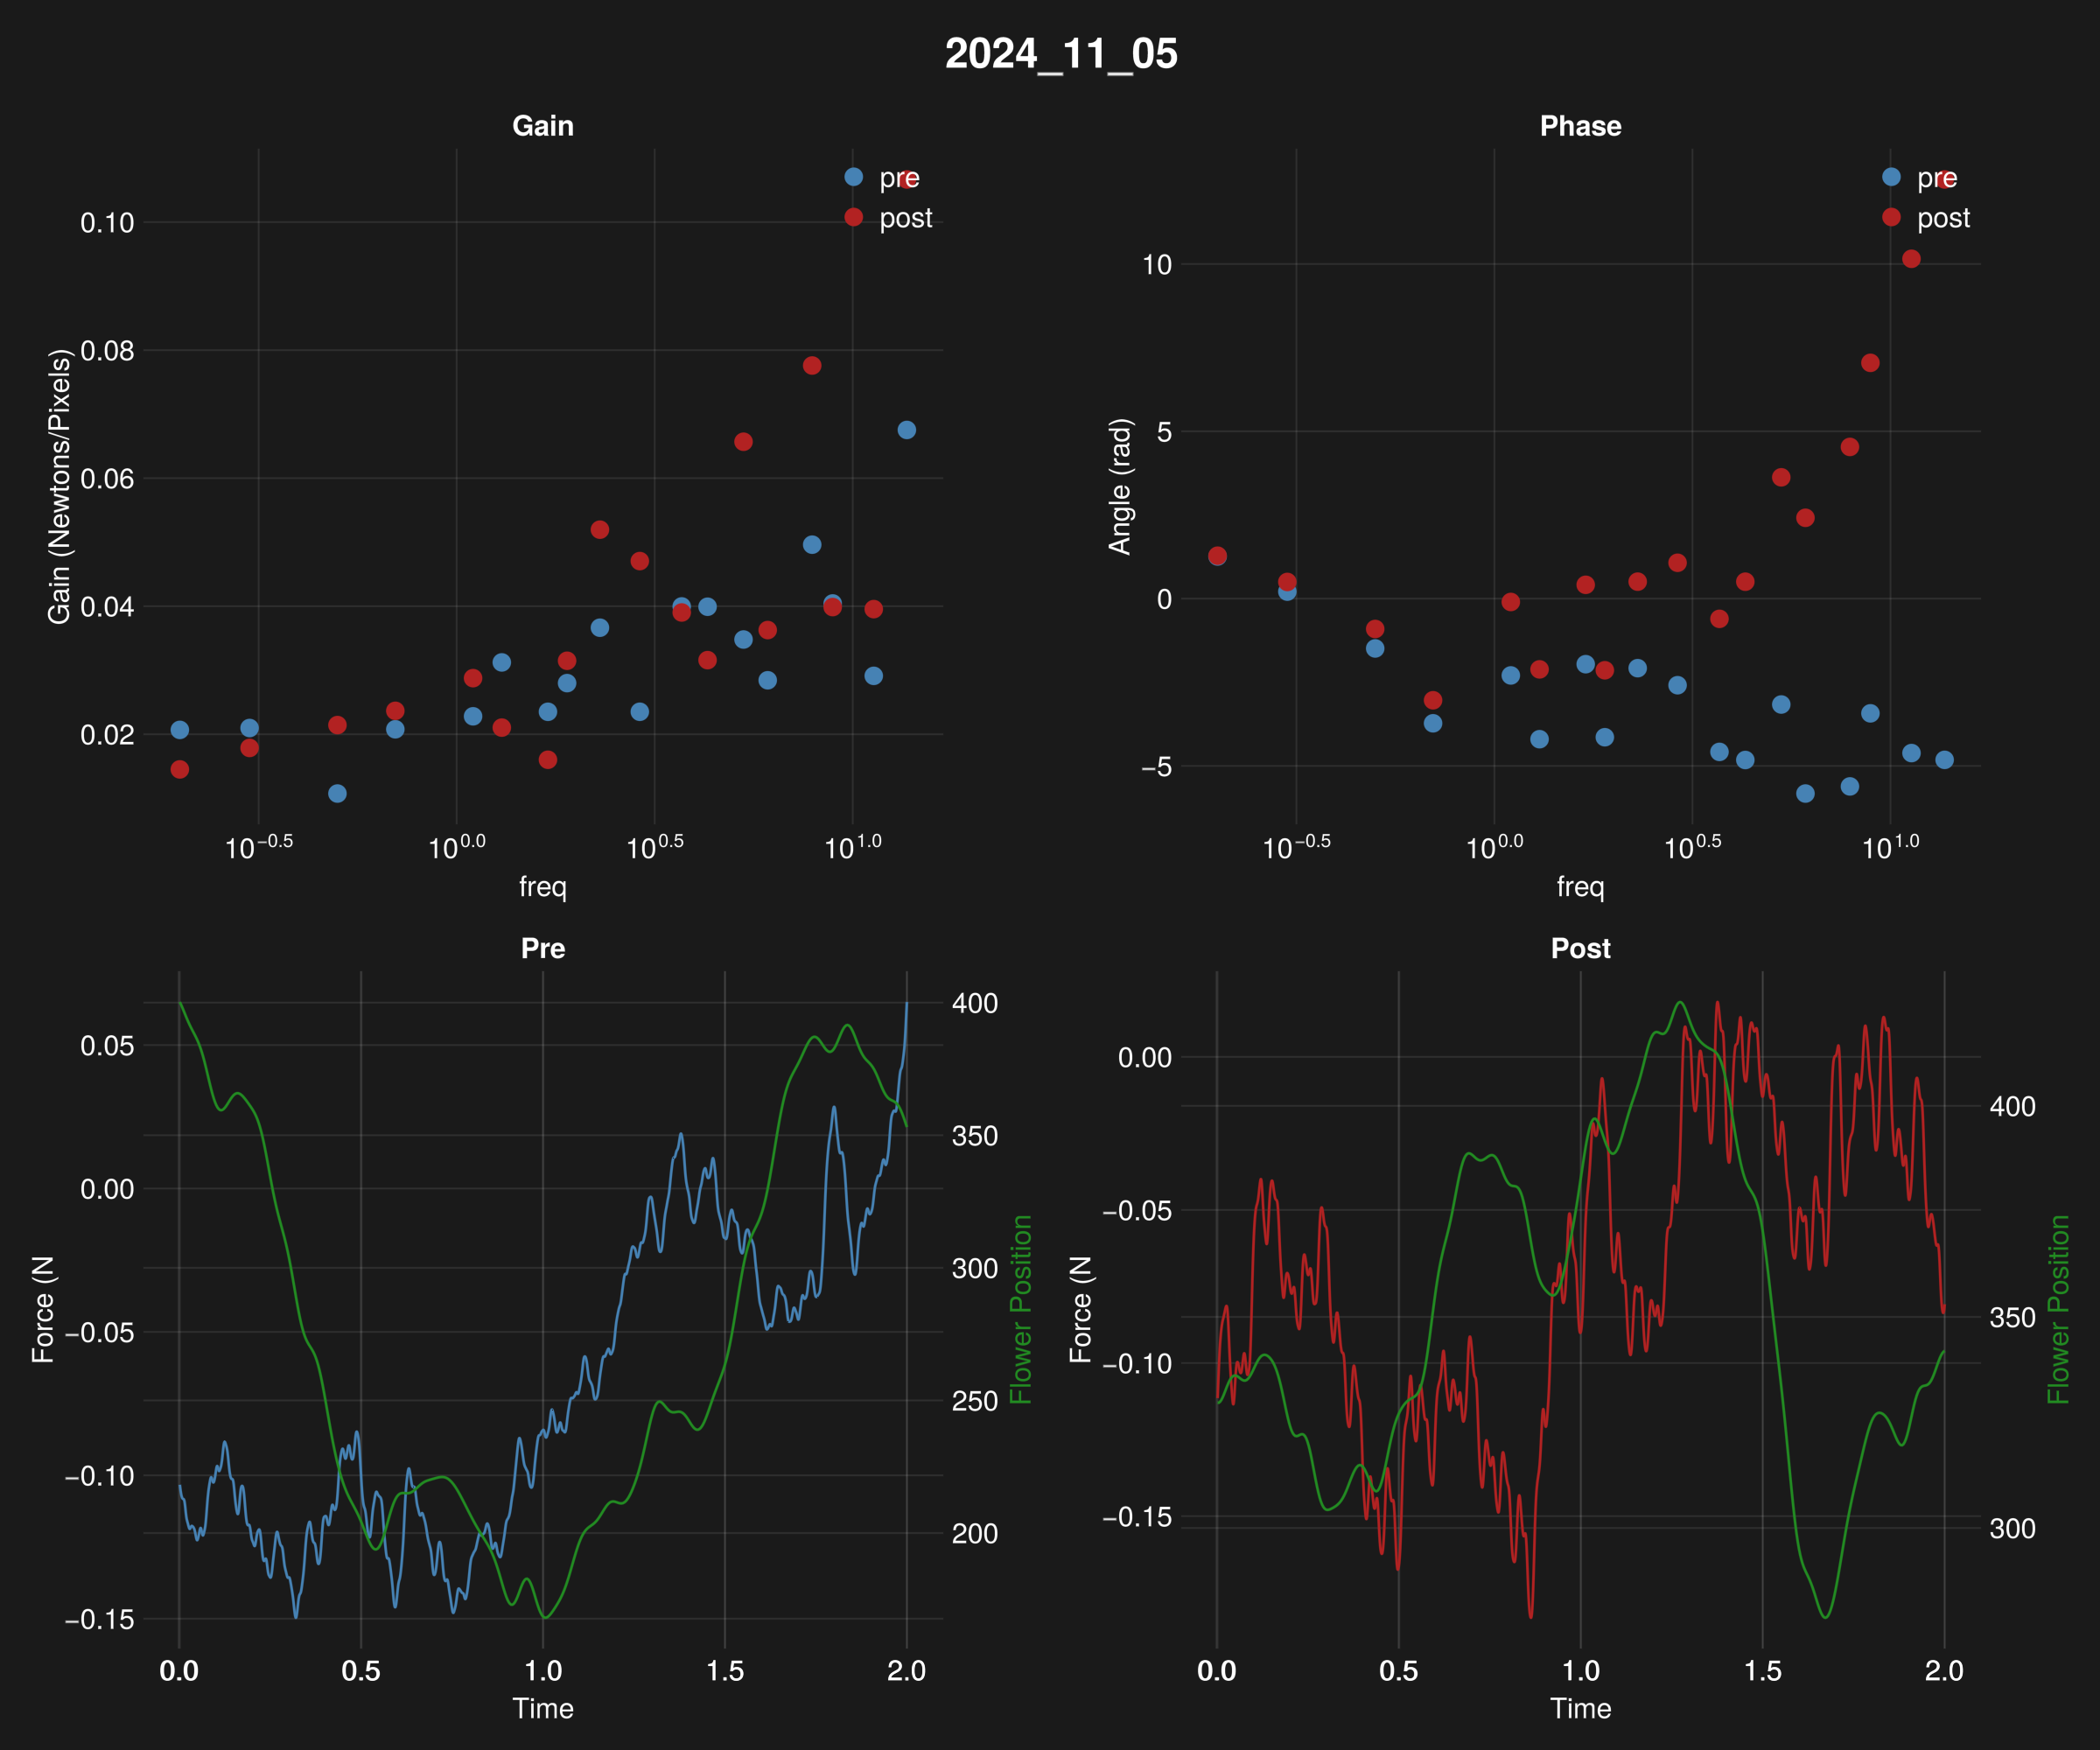 2024_11_05
Gain
Gain (Newtons/Pixels)
0.10
0.08
0.06
0.04
0.02
pre
post
10^−0.5 10^0.0 10^0.5 10^1.0
freq
Phase
Angle (rad)
10
5
0
−5
pre
post
10^−0.5 10^0.0 10^0.5 10^1.0
freq
Pre
Force (N
0.05
0.00
−0.05
−0.10
−0.15
400
350
300
250
200
Flower Position
0.0 0.5 1.0 1.5 2.0
Time
Post
Force (N
0.00
−0.05
−0.10
−0.15
400
350
300
Flower Position
0.0 0.5 1.0 1.5 2.0
Time